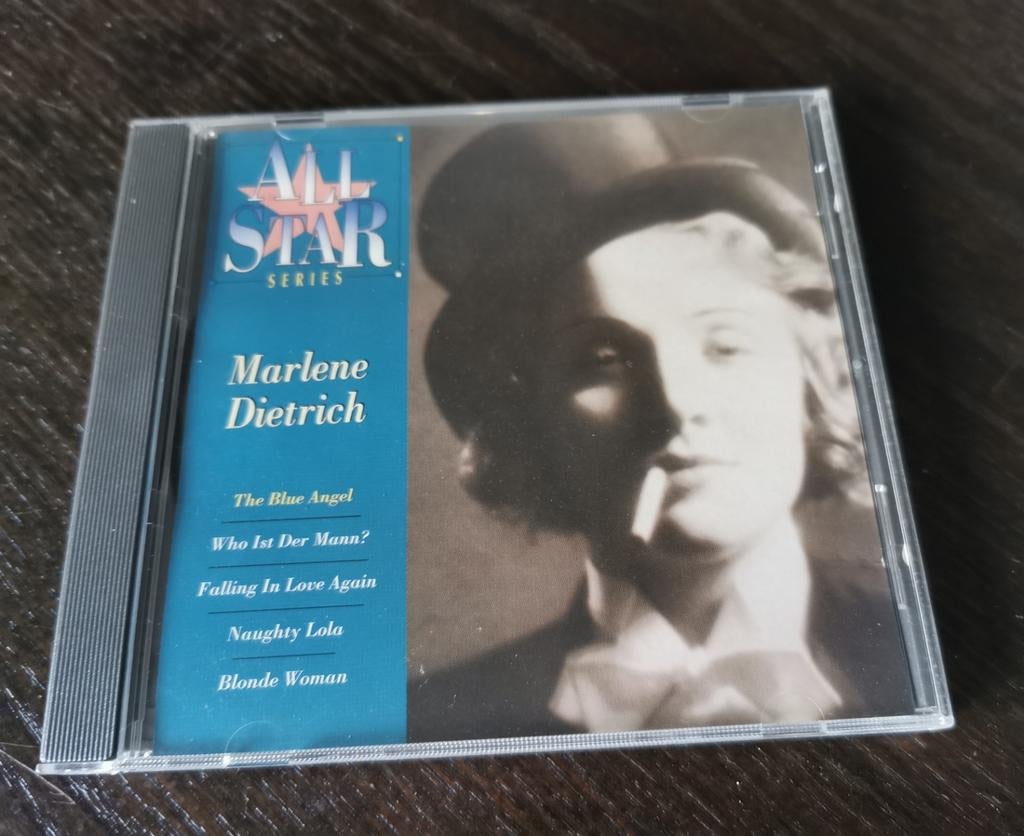 ALL
STAR
SERIES
Marlene
Dietrich
The Blue Angel
Who Ist Der Mann?
Falling In Love Again
Naughty Lola
Blonde Woman